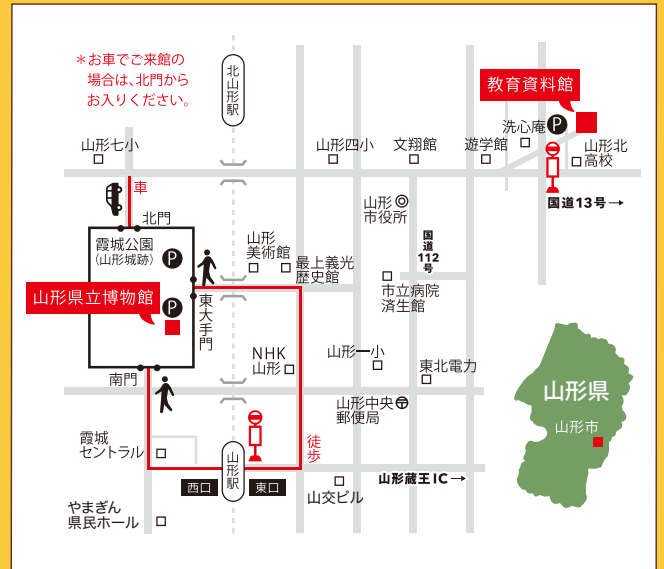 ＊お車でご来館の
場合は、北門から
お入りください。
北山形駅
教育資料館
洗心庵
P
山形七小
山形四小
文翔館
遊学館
山形北
高校
車
国道13号→
山形
市役所
北門
霞城公園
(山形城跡)
P
山形
美術館
最上義光
歴史館
国道112号
市立病院
済生館
山形県立博物館
P
東大手門
NHK
山形
山形一小
東北電力
南門
山形中央
郵便局
山形県
山形市
霞城
セントラル
徒歩
山形駅
西口
東口
山形蔵王IC→
山交ビル
やまぎん
県民ホール